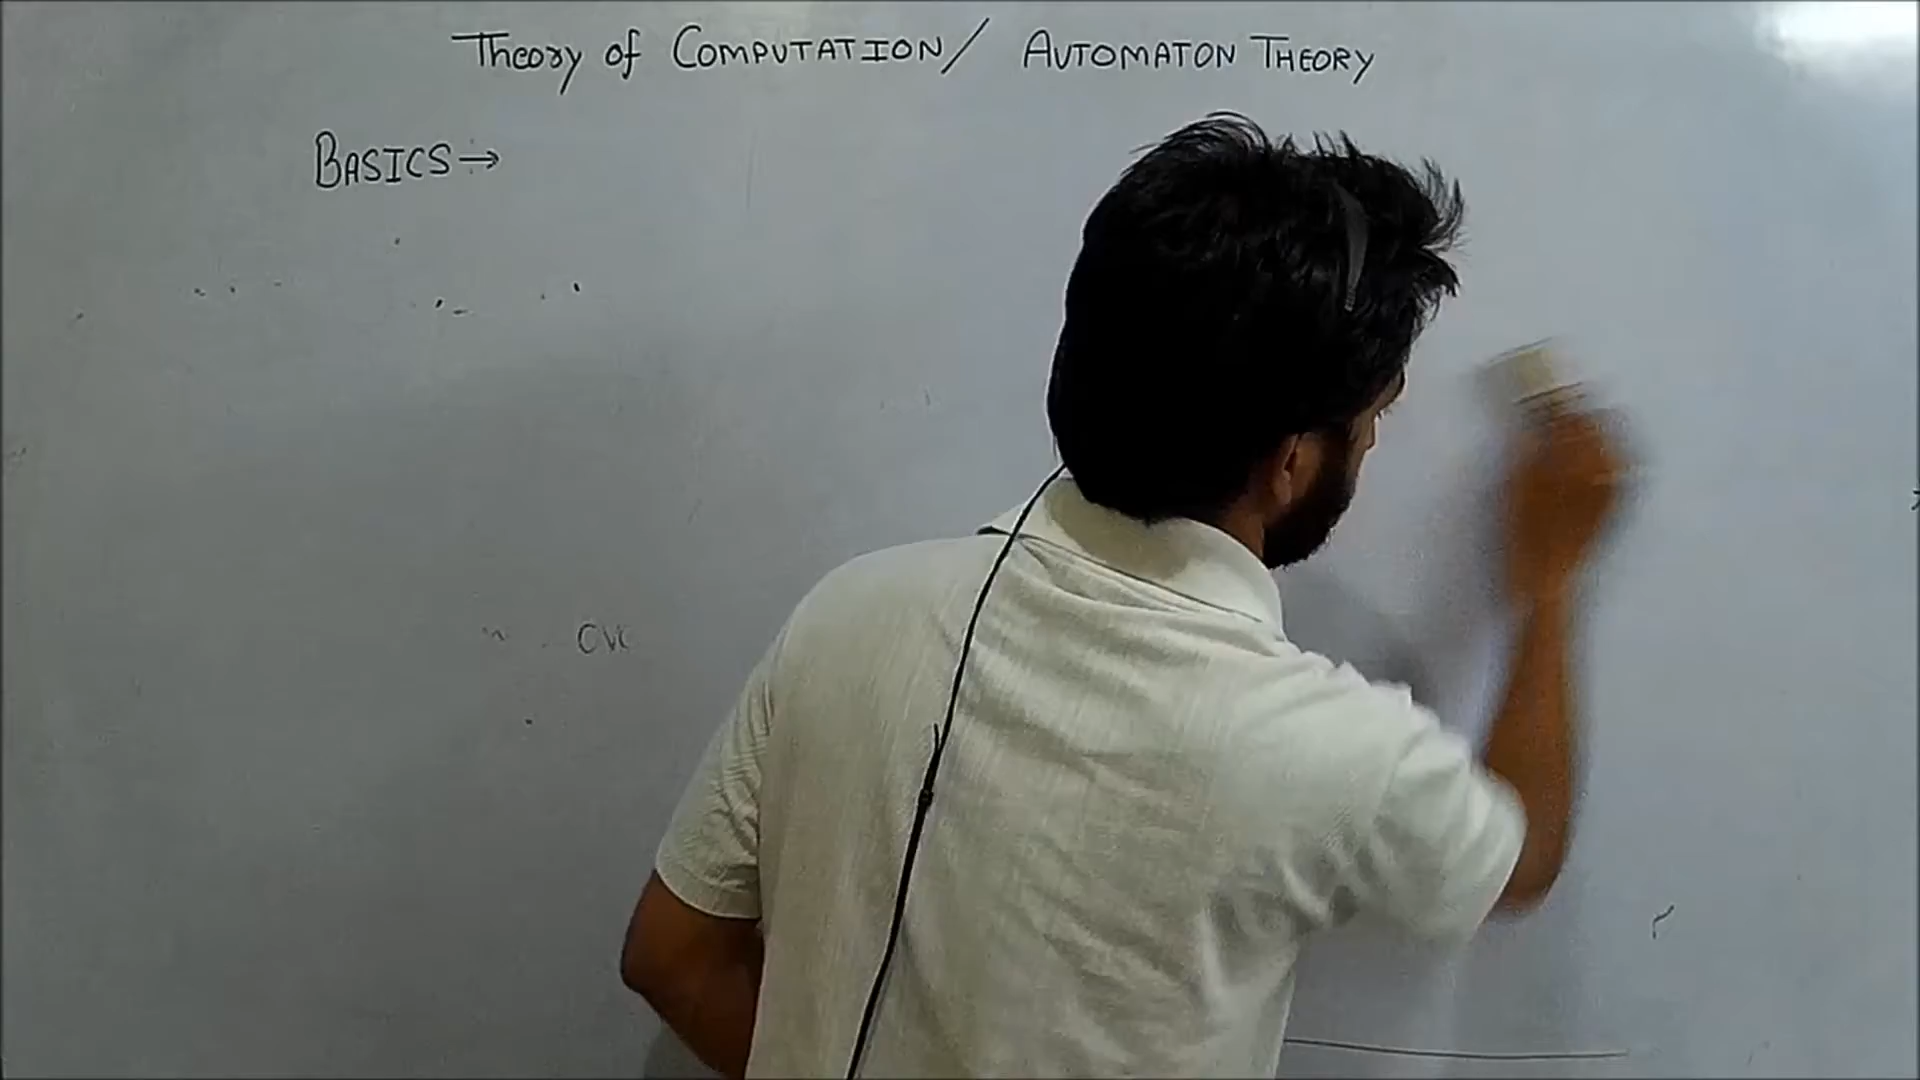 Theory of COMPUTATION/ AUTOMATON THEORY
BASICS →